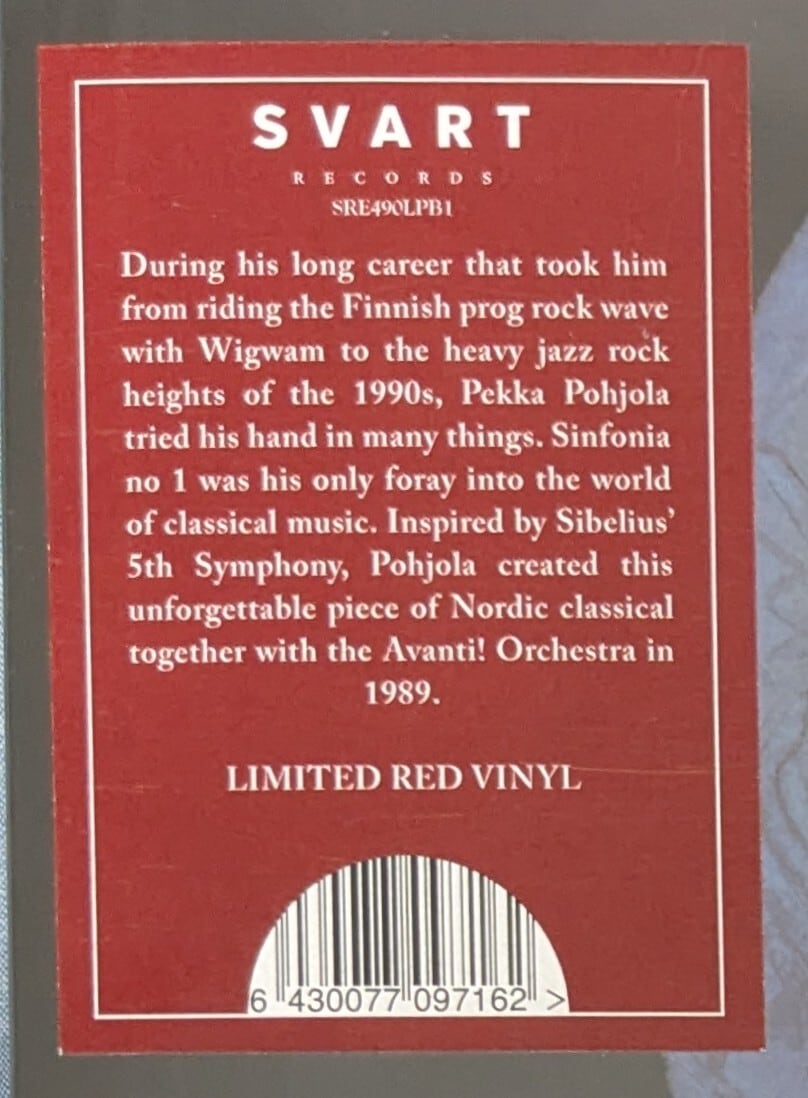 SVART
RECORDS
SRE490LPB1
During his long career that took him
from riding the Finnish prog rock wave
with Wigwam to the heavy jazz rock
heights of the 1990s, Pekka Pohjola
tried his hand in many things. Sinfonia
no 1 was his only foray into the world
of classical music. Inspired by Sibelius’
5th Symphony, Pohjola created this
unforgettable piece of Nordic classical
together with the Avanti! Orchestra in
1989.
LIMITED RED VINYL
6 430077 097162 >